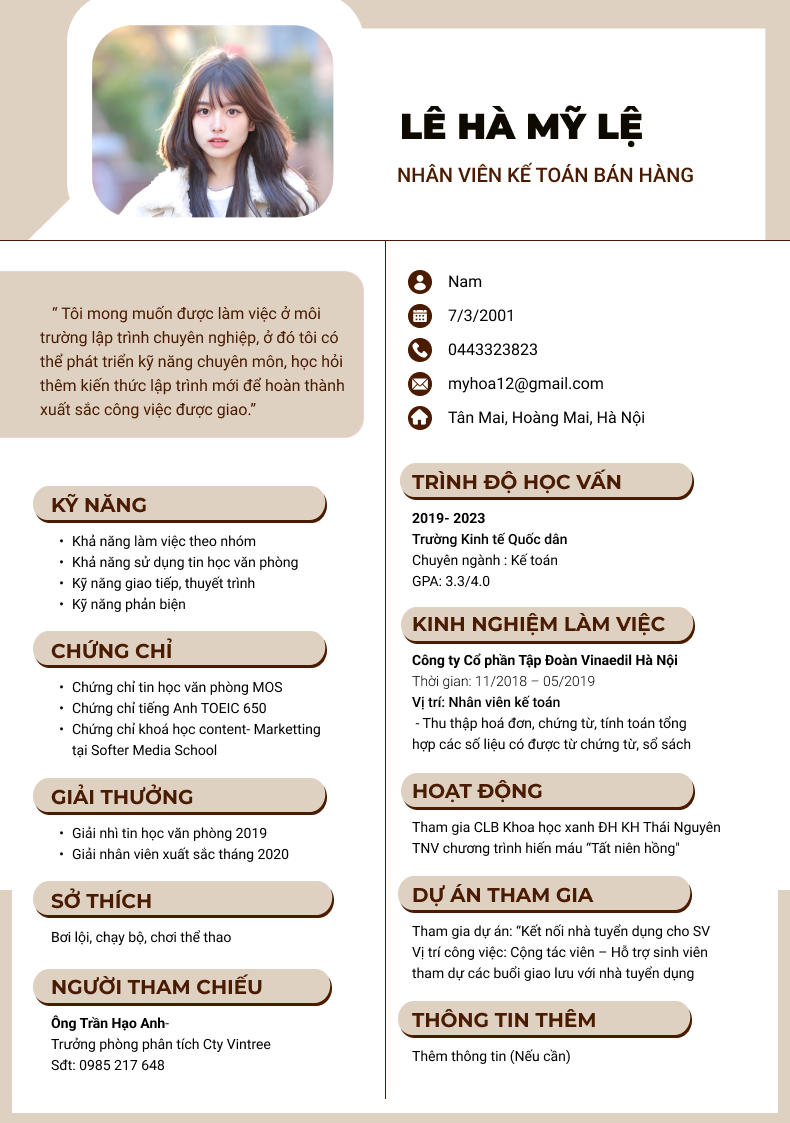 LÊ HÀ MỸ LỆ
NHÂN VIÊN KẾ TOÁN BÁN HÀNG
“ Tôi mong muốn được làm việc ở môi
trường lập trình chuyên nghiệp, ở đó tôi có
thể phát triển kỹ năng chuyên môn, học hỏi
thêm kiến thức lập trình mới để hoàn thành
xuất sắc công việc được giao.”
KỸ NĂNG
• Khả năng làm việc theo nhóm
• Khả năng sử dụng tin học văn phòng
• Kỹ năng giao tiếp, thuyết trình
• Kỹ năng phản biện
CHỨNG CHỈ
• Chứng chỉ tin học văn phòng MOS
• Chứng chỉ tiếng Anh TOEIC 650
• Chứng chỉ khoá học content- Marketting
tại Softer Media School
GIẢI THƯỞNG
• Giải nhì tin học văn phòng 2019
• Giải nhân viên xuất sắc tháng 2020
SỞ THÍCH
Bơi lội, chạy bộ, chơi thể thao
NGƯỜI THAM CHIẾU
Ông Trần Hạo Anh-
Trưởng phòng phân tích Cty Vintree
Sđt: 0985 217 648
Nam
7/3/2001
0443323823
myhoa12@gmail.com
Tân Mai, Hoàng Mai, Hà Nội
TRÌNH ĐỘ HỌC VẤN
2019- 2023
Trường Kinh tế Quốc dân
Chuyên ngành : Kế toán
GPA: 3.3/4.0
KINH NGHIỆM LÀM VIỆC
Công ty Cổ phần Tập Đoàn Vinaedil Hà Nội
Thời gian: 11/2018 – 05/2019
Vị trí: Nhân viên kế toán
- Thu thập hoá đơn, chứng từ, tính toán tổng
hợp các số liệu có được từ chứng từ, sổ sách
HOẠT ĐỘNG
Tham gia CLB Khoa học xanh ĐH KH Thái Nguyên
TNV chương trình hiến máu “Tất niên hồng"
DỰ ÁN THAM GIA
Tham gia dự án: “Kết nối nhà tuyển dụng cho SV
Vị trí công việc: Cộng tác viên – Hỗ trợ sinh viên
tham dự các buổi giao lưu với nhà tuyển dụng
THÔNG TIN THÊM
Thêm thông tin (Nếu cần)